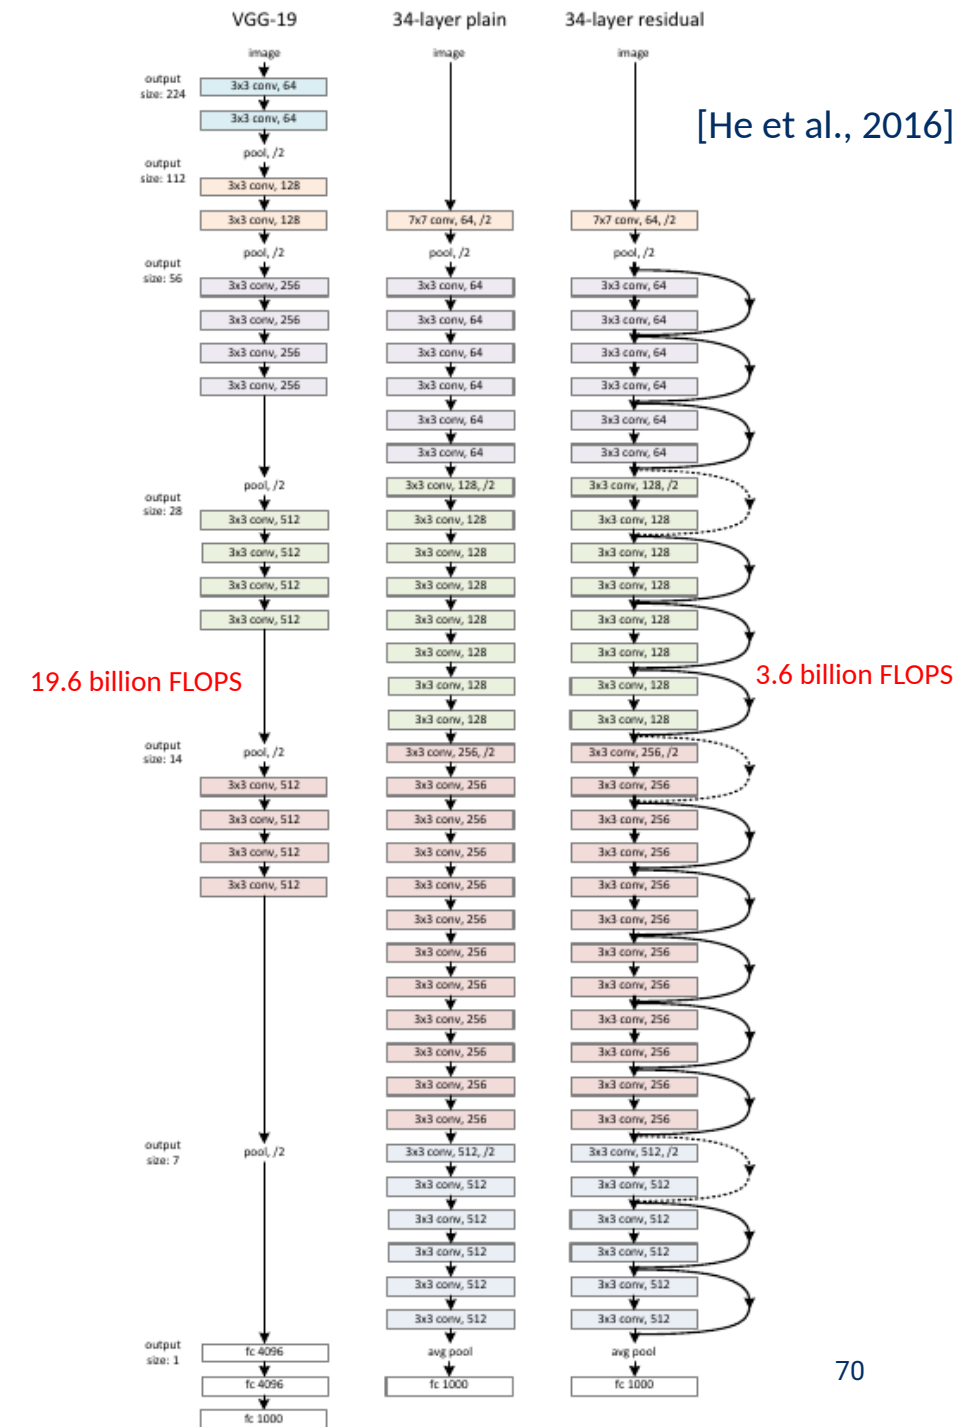 VGG-19
image
output
size: 224
3x3 conv, 64
3x3 conv, 64
pool, /2
output
size: 112
3x3 conv, 128
3x3 conv, 128
pool, /2
output
size: 56
3x3 conv, 256
3x3 conv, 256
3x3 conv, 256
3x3 conv, 256
pool, /2
output
size: 28
3x3 conv, 512
3x3 conv, 512
3x3 conv, 512
3x3 conv, 512
19.6 billion FLOPS
output
size: 14
pool, /2
3x3 conv, 512
3x3 conv, 512
3x3 conv, 512
3x3 conv, 512
output
size: 7
pool, /2
output
size: 1
fc 4096
fc 4096
fc 1000
34-layer plain
image
7x7 conv, 64, /2
pool, /2
3x3 conv, 64
3x3 conv, 64
3x3 conv, 64
3x3 conv, 64
3x3 conv, 64
3x3 conv, 64
3x3 conv, 128, /2
3x3 conv, 128
3x3 conv, 128
3x3 conv, 128
3x3 conv, 128
3x3 conv, 128
3x3 conv, 128
3x3 conv, 128
3x3 conv, 256, /2
3x3 conv, 256
3x3 conv, 256
3x3 conv, 256
3x3 conv, 256
3x3 conv, 256
3x3 conv, 256
3x3 conv, 256
3x3 conv, 256
3x3 conv, 256
3x3 conv, 256
3x3 conv, 256
3x3 conv, 512, /2
3x3 conv, 512
3x3 conv, 512
3x3 conv, 512
3x3 conv, 512
3x3 conv, 512
avg pool
fc 1000
34-layer residual
image
7x7 conv, 64, /2
pool, /2
3x3 conv, 64
3x3 conv, 64
3x3 conv, 64
3x3 conv, 64
3x3 conv, 64
3x3 conv, 64
3x3 conv, 128, /2
3x3 conv, 128
3x3 conv, 128
3x3 conv, 128
3x3 conv, 128
3x3 conv, 128
3x3 conv, 128
3x3 conv, 128
3x3 conv, 256, /2
3x3 conv, 256
3x3 conv, 256
3x3 conv, 256
3x3 conv, 256
3x3 conv, 256
3x3 conv, 256
3x3 conv, 256
3x3 conv, 256
3x3 conv, 256
3x3 conv, 256
3x3 conv, 256
3x3 conv, 512, /2
3x3 conv, 512
3x3 conv, 512
3x3 conv, 512
3x3 conv, 512
3x3 conv, 512
avg pool
fc 1000
[He et al., 2016]
3.6 billion FLOPS
70